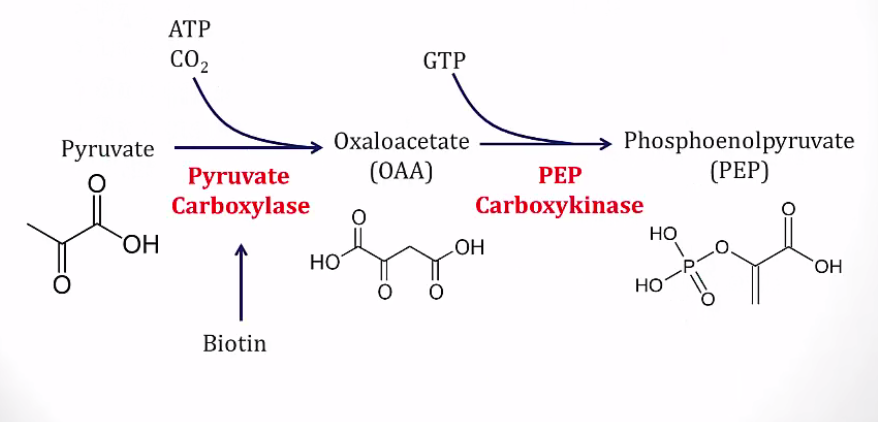 ATP
CO₂
GTP
Pyruvate
Oxaloacetate
(OAA)
Phosphoenolpyruvate
(PEP)
Pyruvate
Carboxylase
PEP
Carboxykinase
O
OH
O
O
HO
OH
O
O
HO
O
P
HO
O
O
OH
Biotin